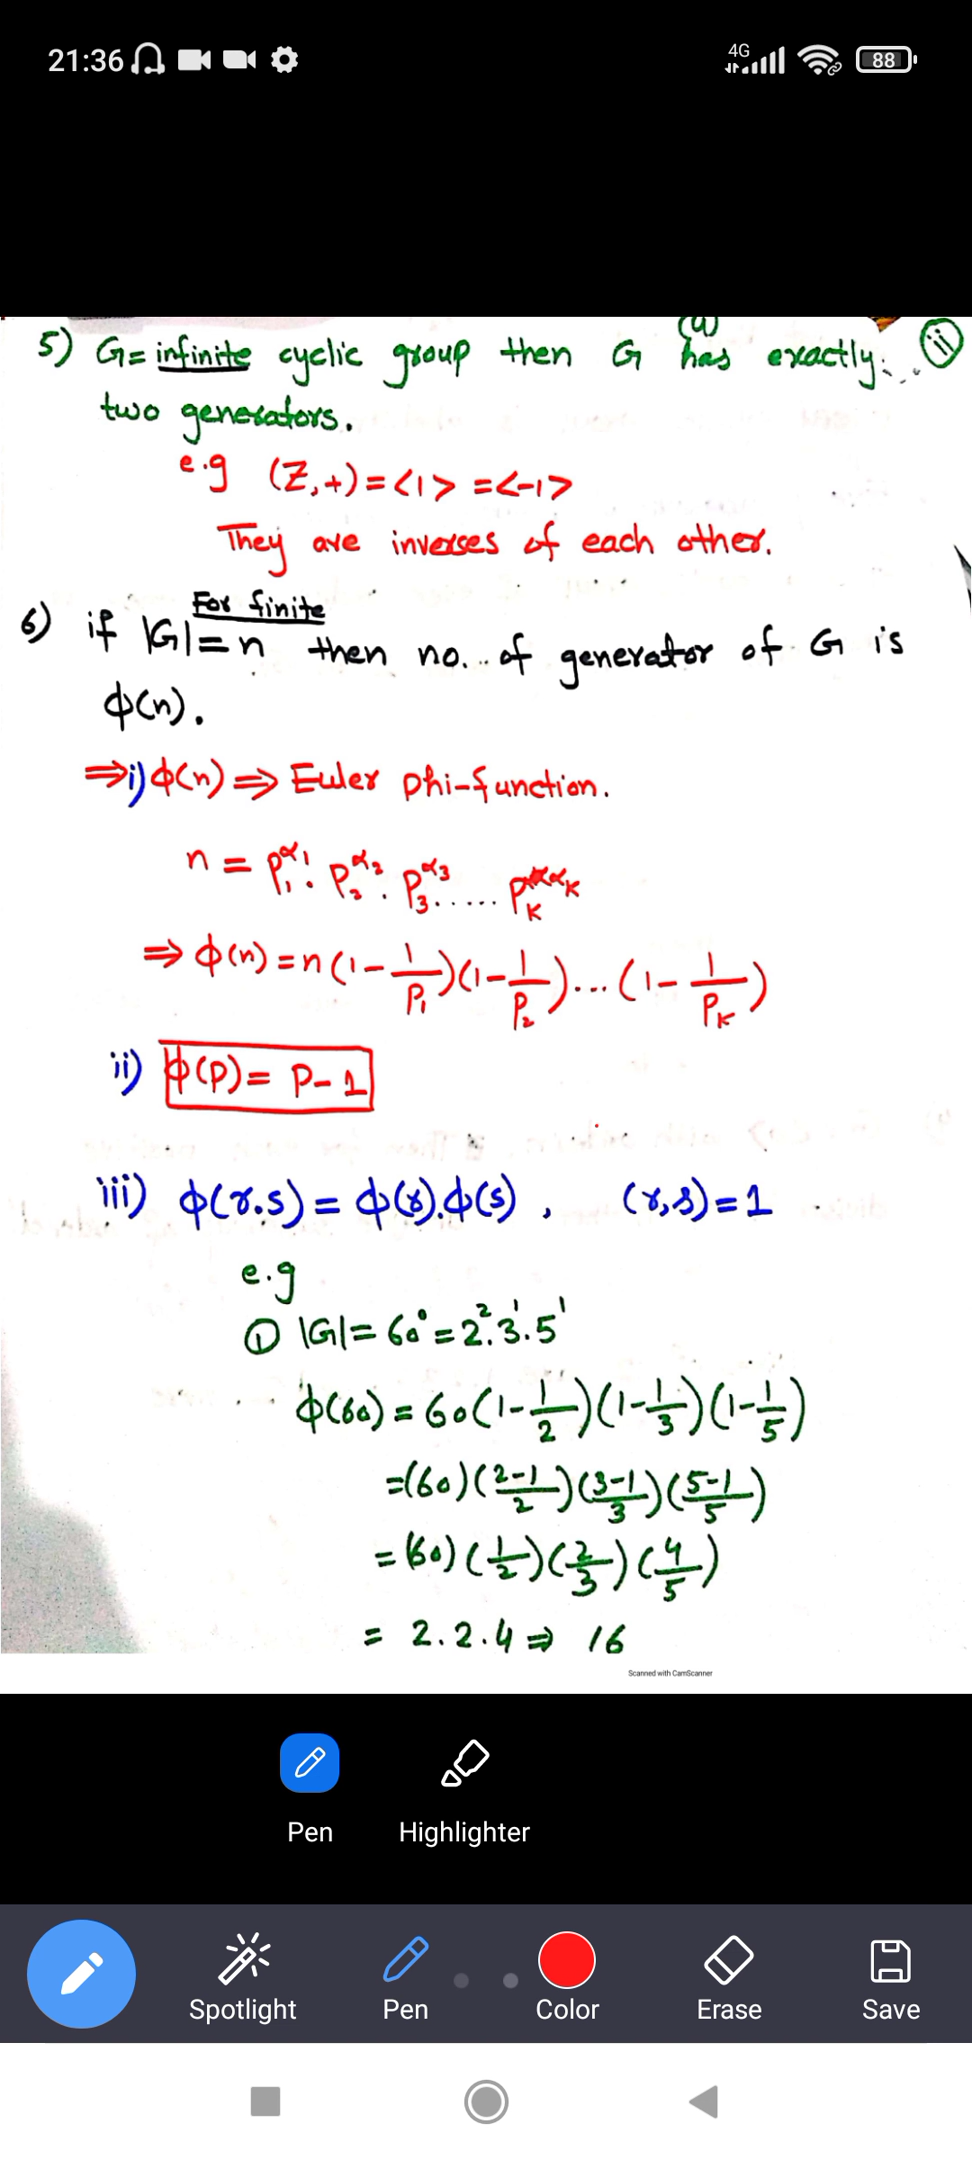 21:36
4G
88
(a)
5) G= infinite cyclic group then G has exactly
ii
two generators.
e.g (Z,+)=<1> =<-1>
They are inverses of each other.
For finite
6) if |G|=n then no. of generator of G is
ϕ(n).
⇒i)ϕ(n)⇒ Euler phi-function.
n = P₁^α₁. P₂^α₂. P₃^α₃..... P_K^α_K
⇒ ϕ(n)=n(1-1/P₁)(1-1/P₂)...(1-1/P_K)
ii) ϕ(P)= P-1
iii) ϕ(r.s)= ϕ(r).ϕ(s), (r,s)=1
e.g
① |G|= 60 = 2².3¹.5¹
ϕ(60) = 60(1-1/2)(1-1/3)(1-1/5)
=(60)(2-1/2)(3-1/3)(5-1/5)
=(60)(1/2)(2/3)(4/5)
= 2.2.4 ⇒ 16
Scanned with CamScanner
Pen
Highlighter
Spotlight
Pen
Color
Erase
Save